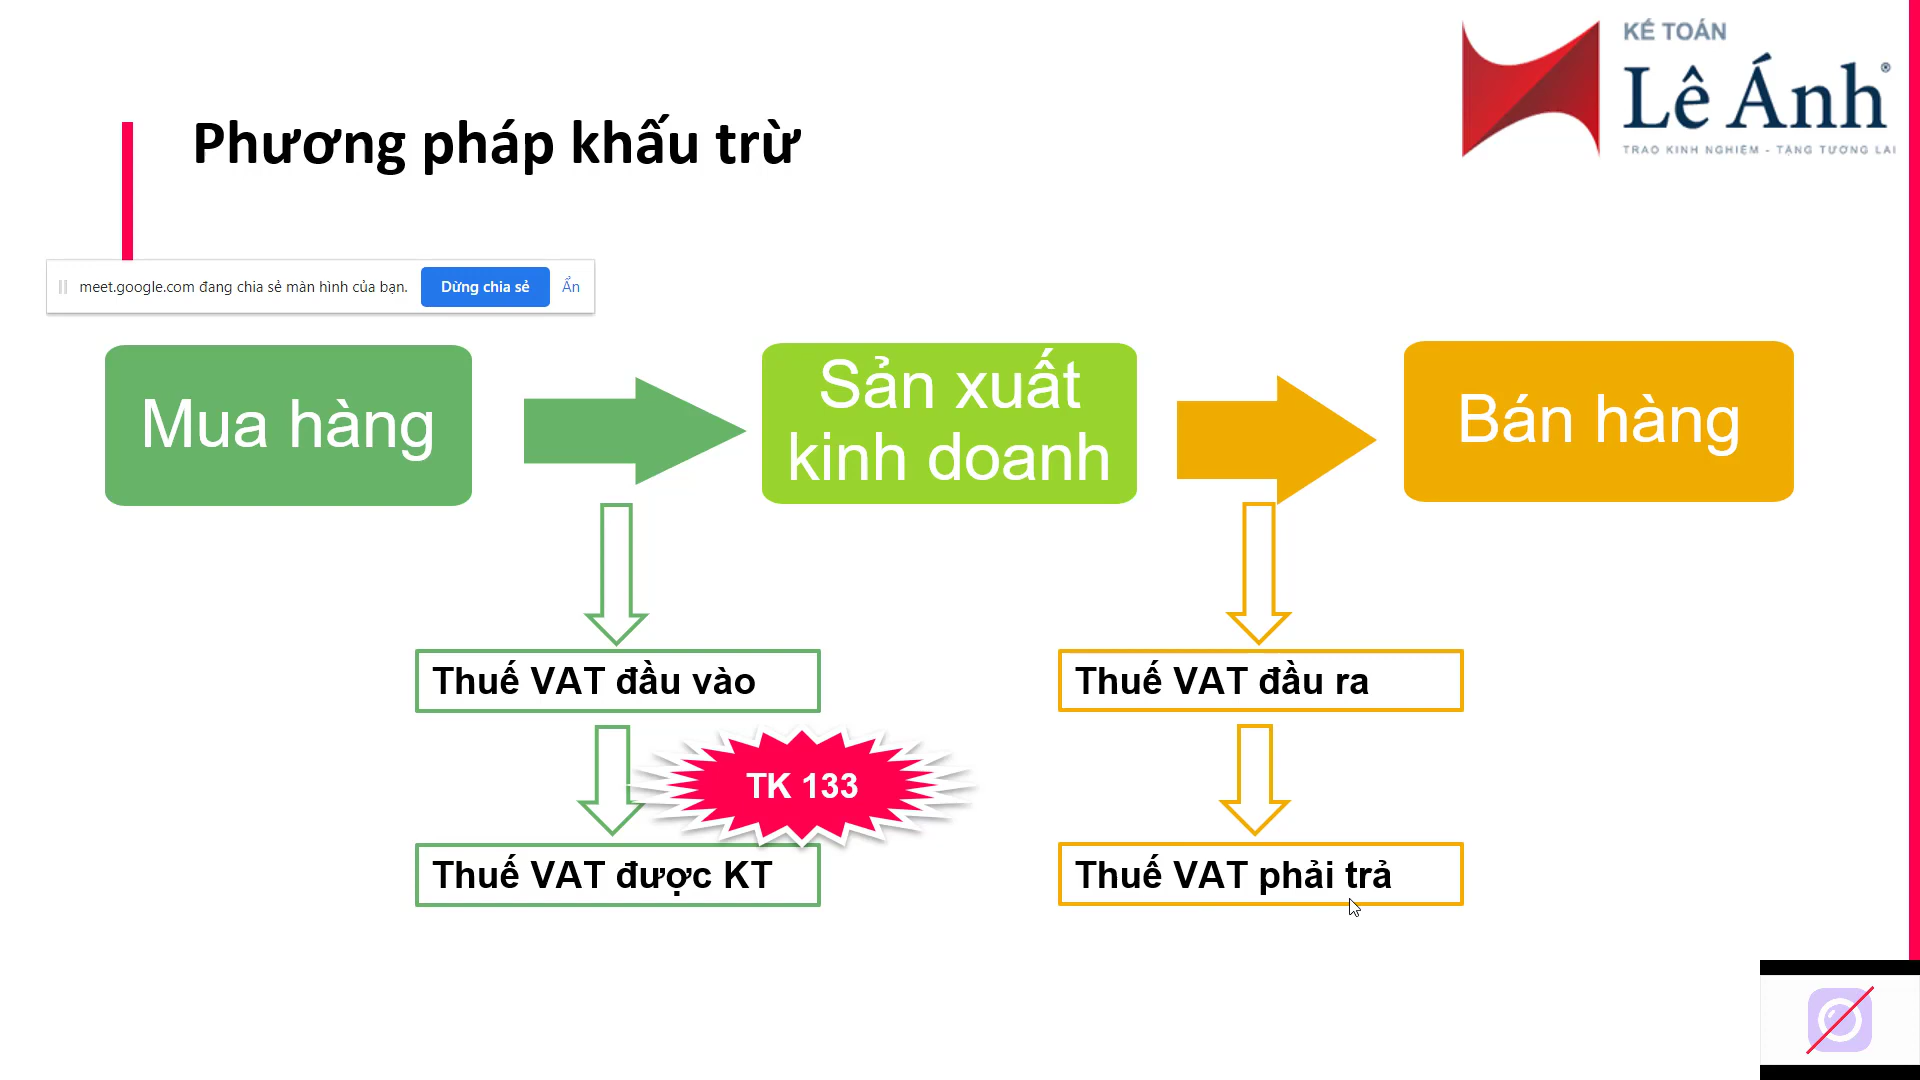 KẾ TOÁN
Lê Ánh®
TRAO KINH NGHIỆM - TẶNG TƯƠNG LAI
Phương pháp khấu trừ
meet.google.com đang chia sẻ màn hình của bạn. Dừng chia sẻ Ẩn
Mua hàng
Sản xuất
kinh doanh
Bán hàng
Thuế VAT đầu vào
Thuế VAT đầu ra
TK 133
Thuế VAT được KT
Thuế VAT phải trả